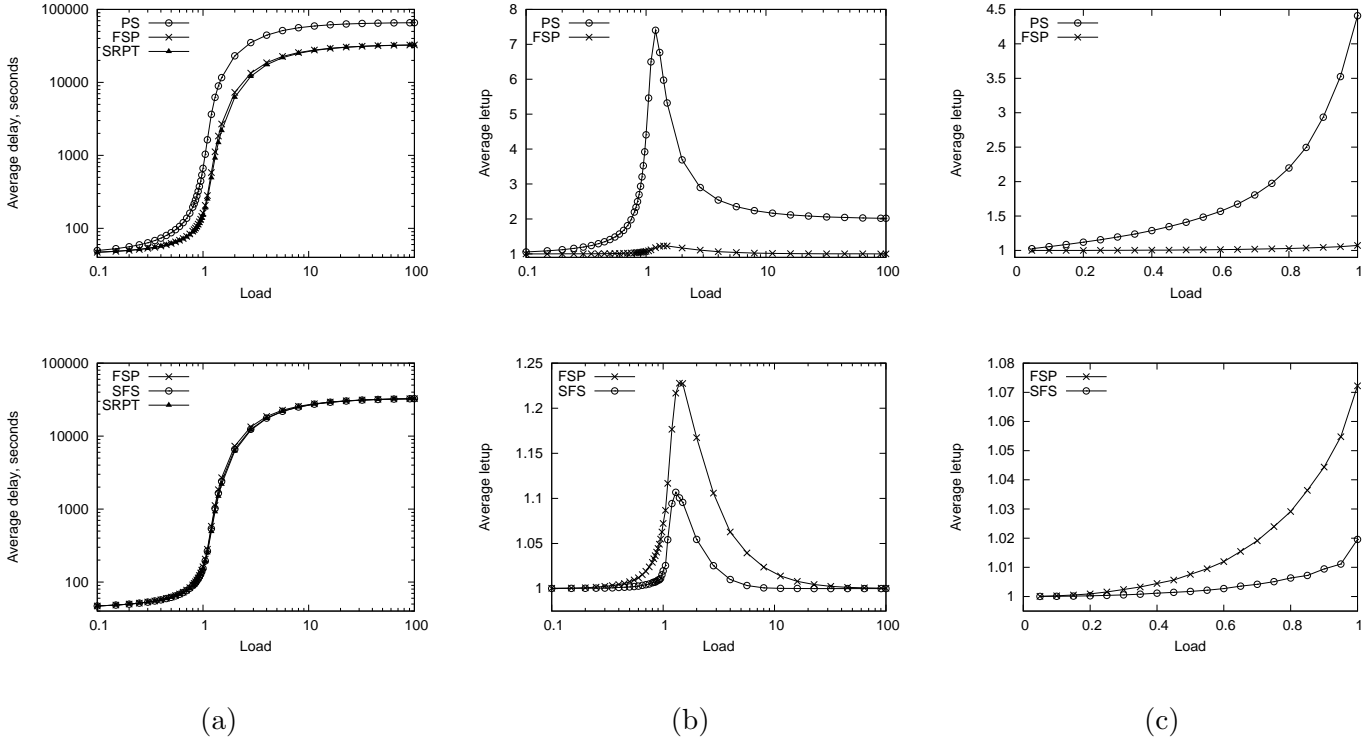 100000
10000
1000
100
0.1 1 10 100
Average delay, seconds
Load
PS
FSP
SRPT
8
7
6
5
4
3
2
1
0.1 1 10 100
Average letup
Load
PS
FSP
4.5
4
3.5
3
2.5
2
1.5
1
0 0.2 0.4 0.6 0.8 1
Average letup
Load
PS
FSP
100000
10000
1000
100
0.1 1 10 100
Average delay, seconds
Load
FSP
SFS
SRPT
1.25
1.2
1.15
1.1
1.05
1
0.1 1 10 100
Average letup
Load
FSP
SFS
1.08
1.07
1.06
1.05
1.04
1.03
1.02
1.01
1
0 0.2 0.4 0.6 0.8 1
Average letup
Load
FSP
SFS
(a) (b) (c)